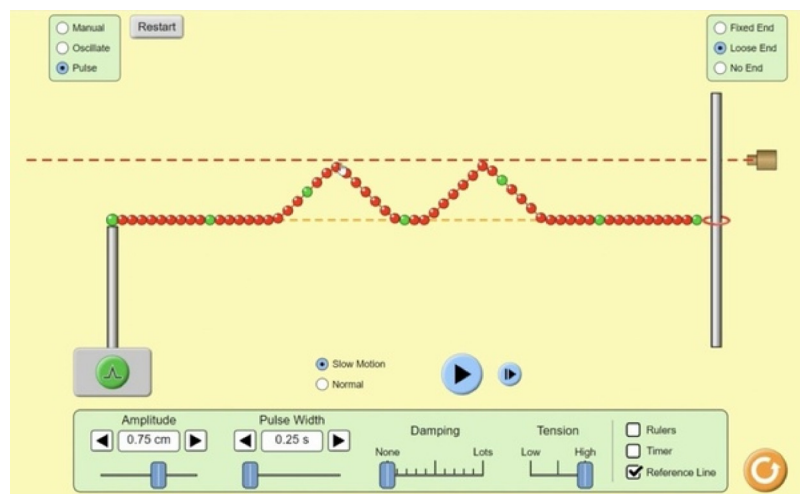 Manual
Oscillate
Pulse
Restart
Fixed End
Loose End
No End
Slow Motion
Normal
Amplitude
0.75 cm
Pulse Width
0.25 s
Damping
None
Lots
Tension
Low
High
Rulers
Timer
Reference Line